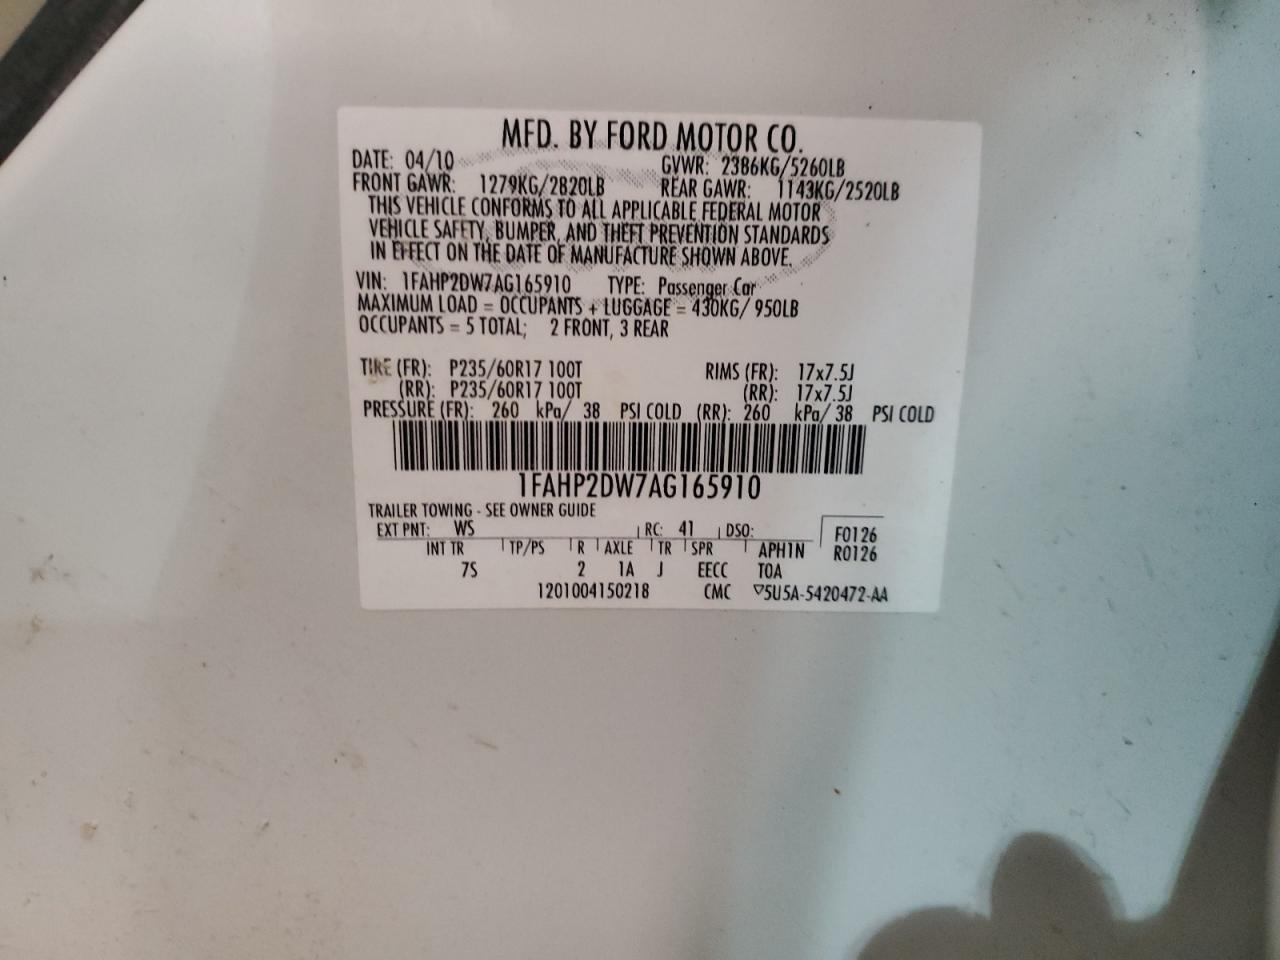 MFD. BY FORD MOTOR CO.
DATE: 04/10 GVWR: 2386KG/5260LB
FRONT GAWR: 1279KG/2820LB REAR GAWR: 1143KG/2520LB
THIS VEHICLE CONFORMS TO ALL APPLICABLE FEDERAL MOTOR
VEHICLE SAFETY, BUMPER, AND THEFT PREVENTION STANDARDS
IN EFFECT ON THE DATE OF MANUFACTURE SHOWN ABOVE.
VIN: 1FAHP2DW7AG165910 TYPE: Passenger Car
MAXIMUM LOAD = OCCUPANTS + LUGGAGE = 430KG/ 950LB
OCCUPANTS = 5 TOTAL; 2 FRONT, 3 REAR
TIRE (FR): P235/60R17 100T RIMS (FR): 17x7.5J
(RR): P235/60R17 100T (RR): 17x7.5J
PRESSURE (FR): 260 kPa/ 38 PSI COLD (RR): 260 kPa/ 38 PSI COLD
1FAHP2DW7AG165910
TRAILER TOWING - SEE OWNER GUIDE
EXT PNT: WS RC: 41 DSO: F0126
INT TR TP/PS R AXLE TR SPR APH1N R0126
7S 2 1A J EECC TOA
1201004150218 CMC ▽5U5A-5420472-AA